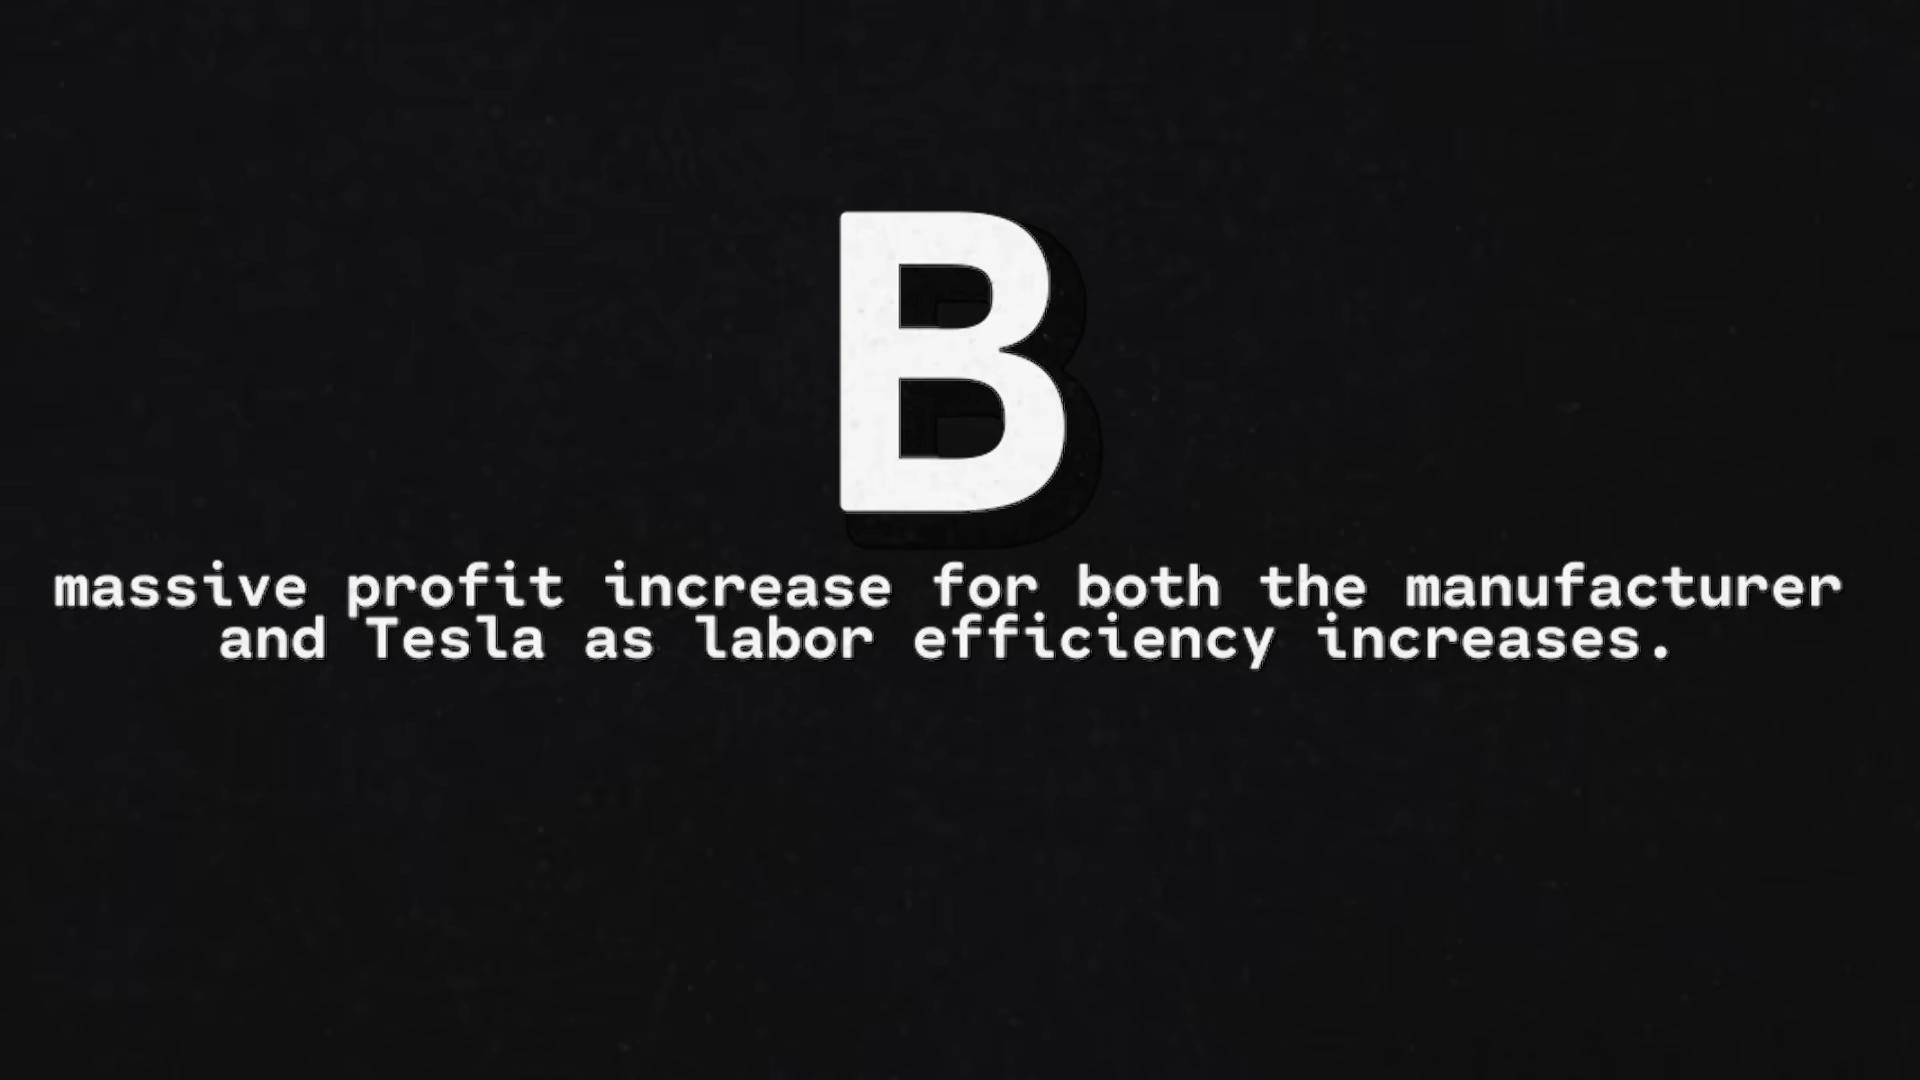 B
massive profit increase for both the manufacturer
and Tesla as labor efficiency increases.